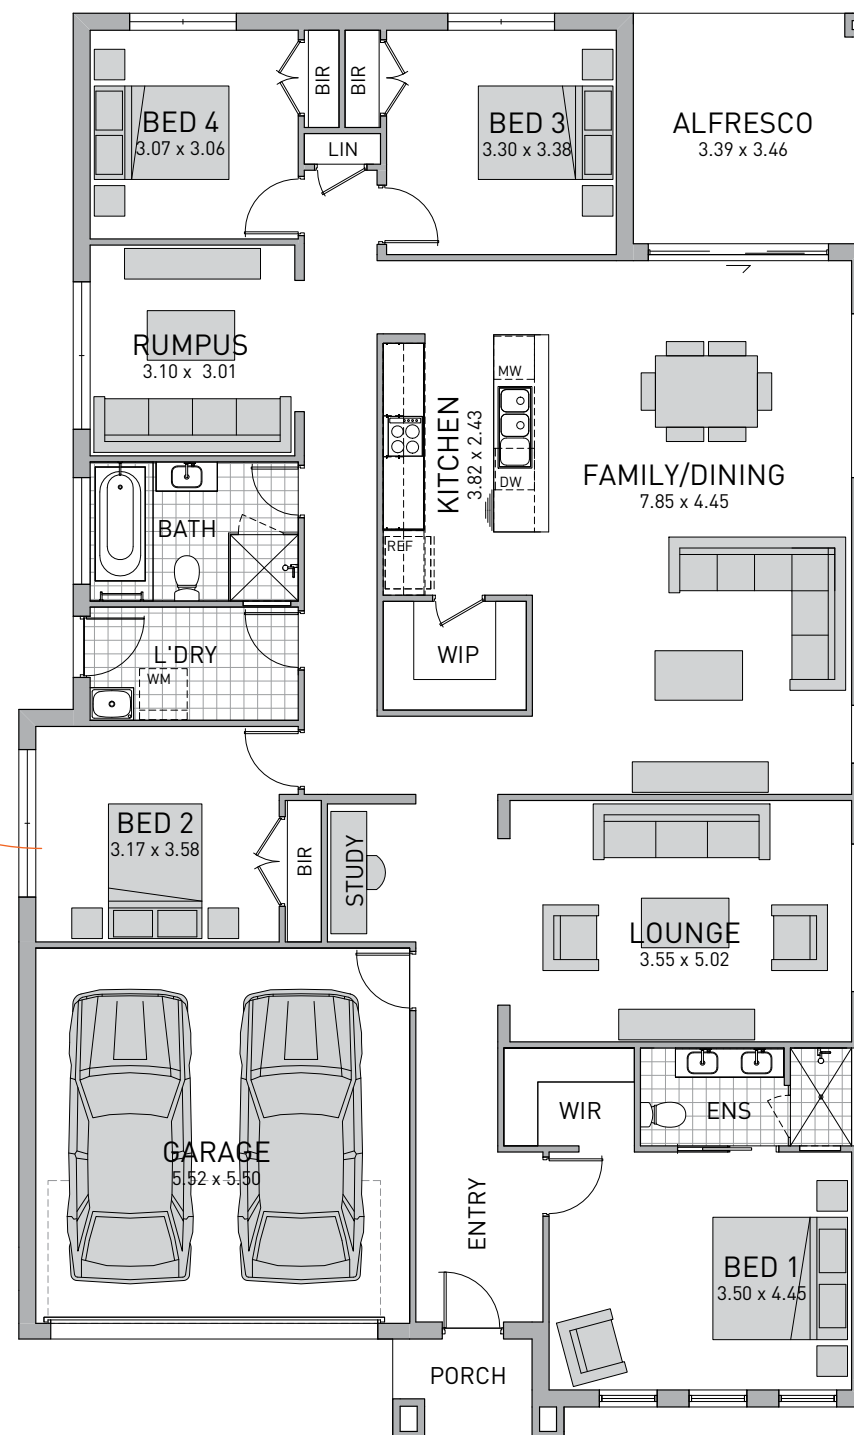 BED 4
3.07 x 3.06
BIR
BIR
LIN
BED 3
3.30 x 3.38
ALFRESCO
3.39 x 3.46
RUMPUS
3.10 x 3.01
KITCHEN
3.82 x 2.43
MW
DW
REF
FAMILY/DINING
7.85 x 4.45
BATH
L'DRY
WM
WIP
BED 2
3.17 x 3.58
BIR
STUDY
LOUNGE
3.55 x 5.02
GARAGE
5.52 x 5.50
WIR
ENS
ENTRY
BED 1
3.50 x 4.45
PORCH